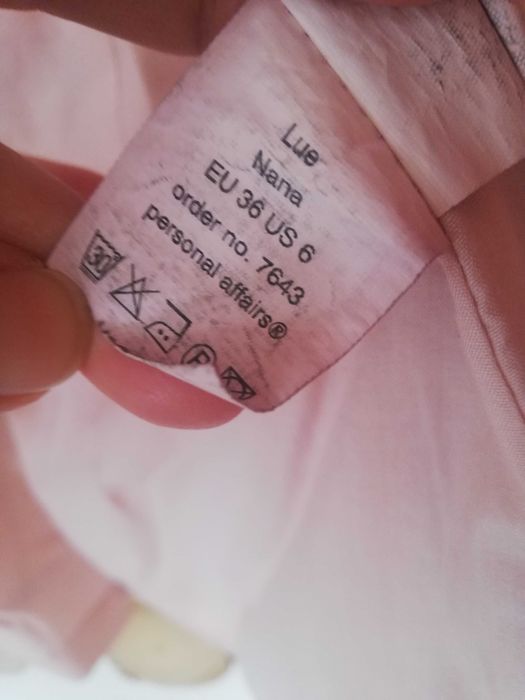 Lue
Nana
EU 36 US 6
order no. 7643
personal affairs®
30 P